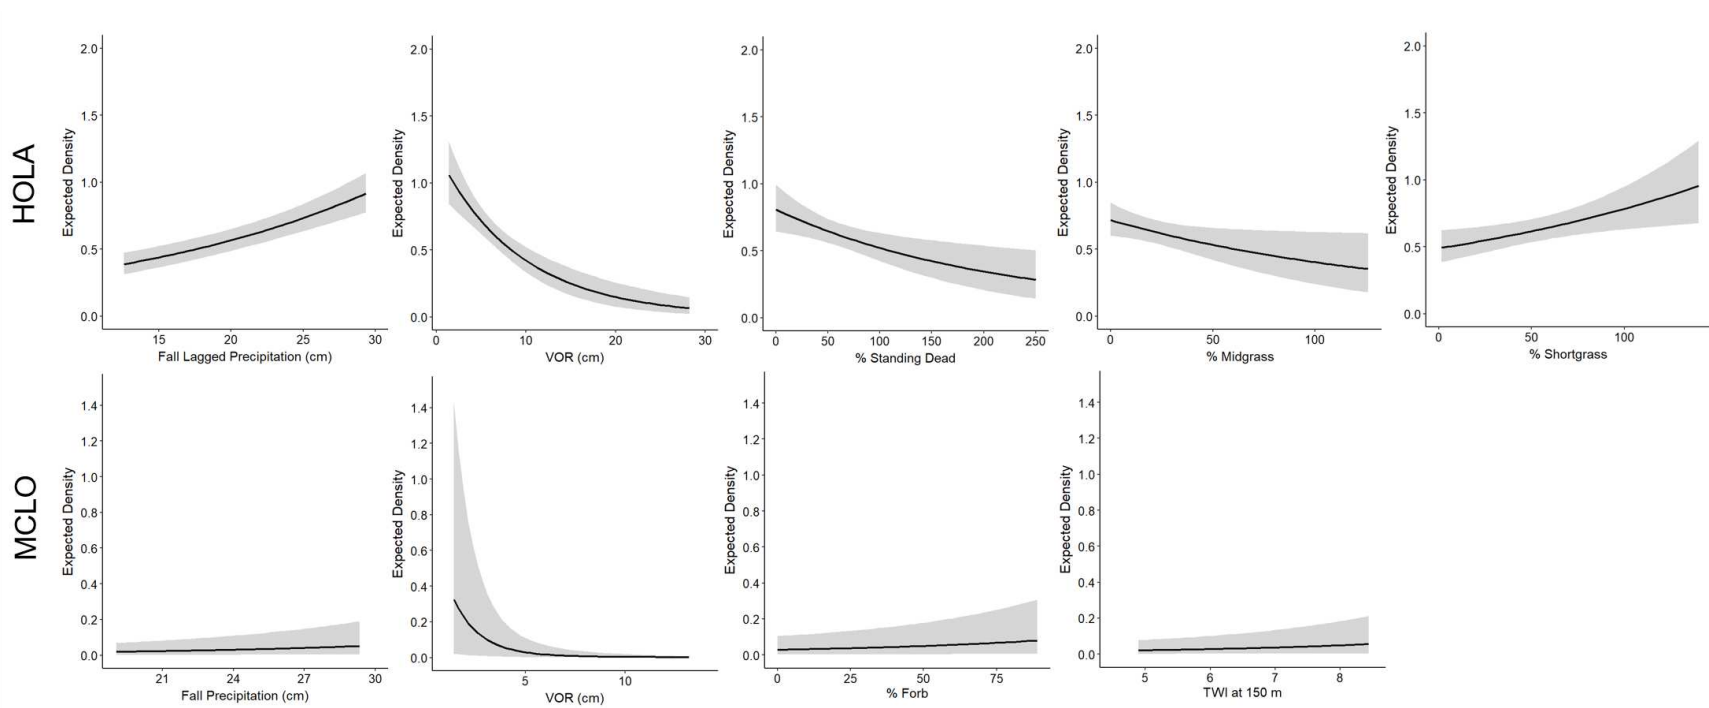 HOLA
Expected Density
2.0
1.5
1.0
0.5
0.0
15 20 25 30
Fall Lagged Precipitation (cm)
Expected Density
2.0
1.5
1.0
0.5
0.0
0 10 20 30
VOR (cm)
Expected Density
2.0
1.5
1.0
0.5
0.0
0 50 100 150 200 250
% Standing Dead
Expected Density
2.0
1.5
1.0
0.5
0.0
0 50 100
% Midgrass
Expected Density
2.0
1.5
1.0
0.5
0.0
0 50 100
% Shortgrass
MCLO
Expected Density
1.4
1.2
1.0
0.8
0.6
0.4
0.2
0.0
21 24 27 30
Fall Precipitation (cm)
Expected Density
1.4
1.2
1.0
0.8
0.6
0.4
0.2
0.0
5 10
VOR (cm)
Expected Density
1.4
1.2
1.0
0.8
0.6
0.4
0.2
0.0
0 25 50 75
% Forb
Expected Density
1.4
1.2
1.0
0.8
0.6
0.4
0.2
0.0
5 6 7 8
TWI at 150 m